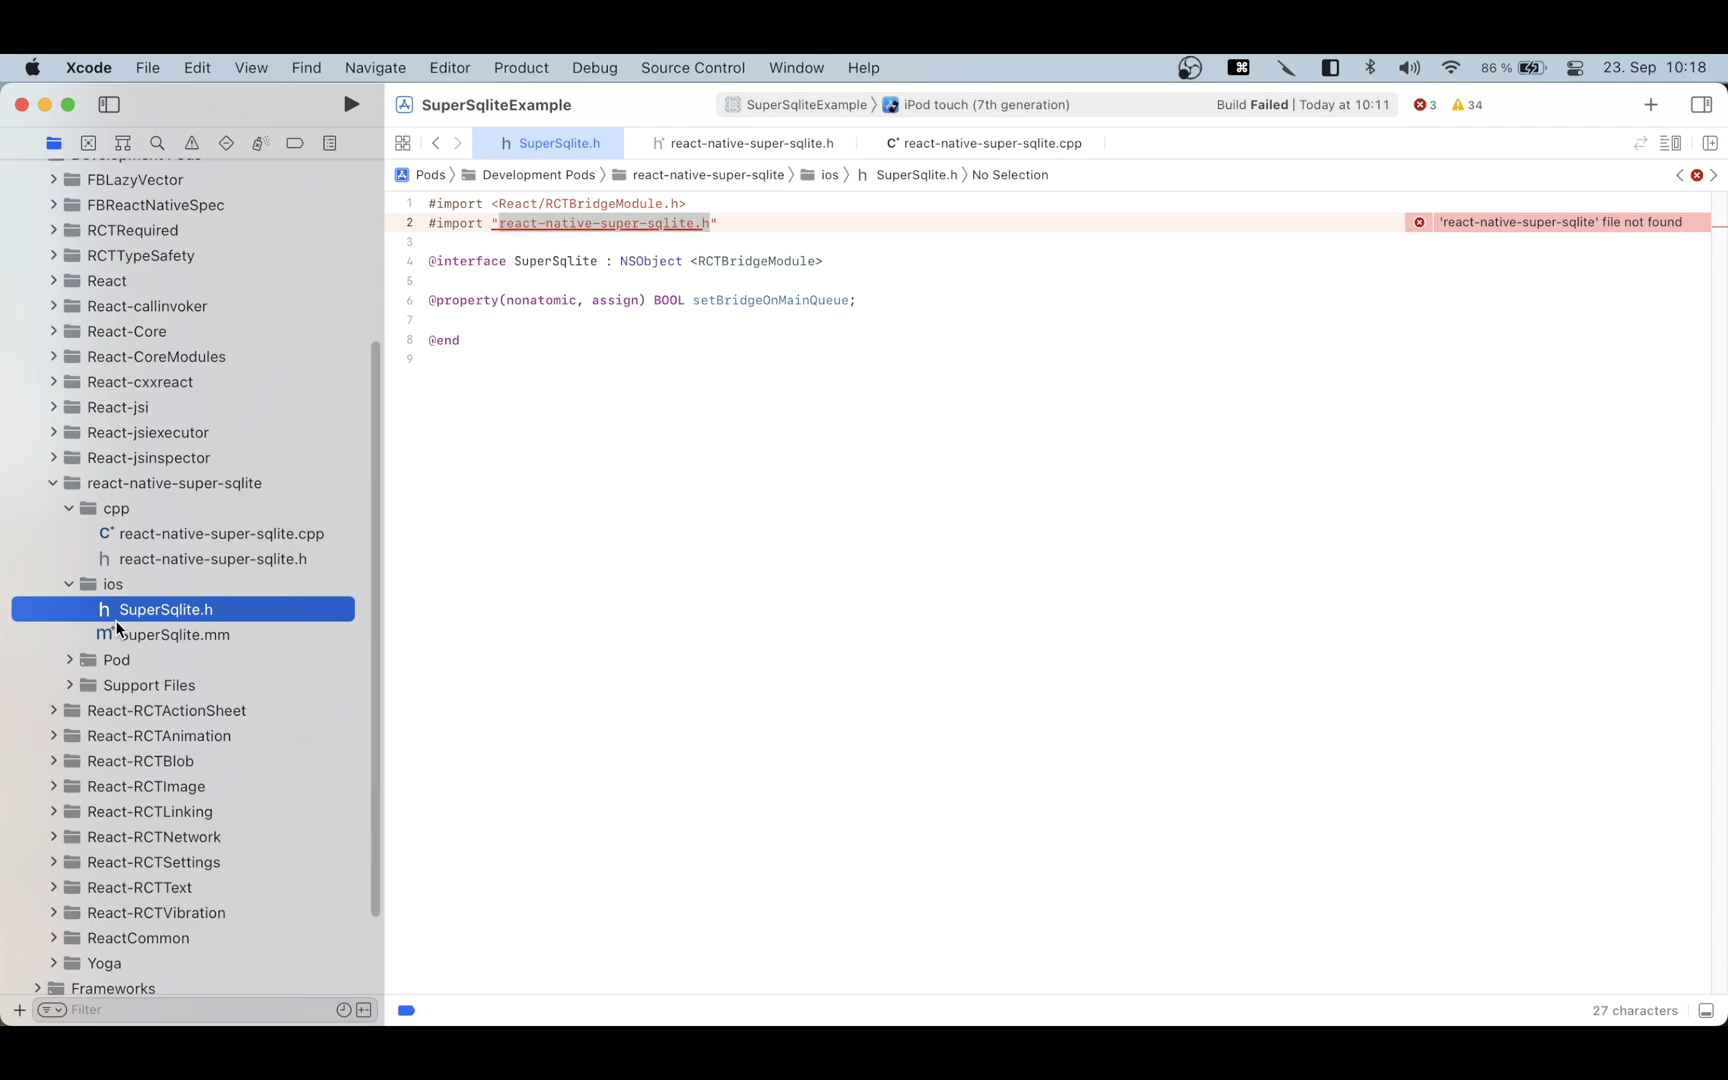 Xcode File Edit View Find Navigate Editor Product Debug Source Control Window Help 86 % 23. Sep 10:18
SuperSqliteExample SuperSqliteExample iPod touch (7th generation) Build Failed | Today at 10:11 3 34
SuperSqlite.h react-native-super-sqlite.h react-native-super-sqlite.cpp
Pods Development Pods react-native-super-sqlite ios SuperSqlite.h No Selection
FBLazyVector
FBReactNativeSpec
RCTRequired
RCTTypeSafety
React
React-callinvoker
React-Core
React-CoreModules
React-cxxreact
React-jsi
React-jsiexecutor
React-jsinspector
react-native-super-sqlite
cpp
react-native-super-sqlite.cpp
react-native-super-sqlite.h
ios
SuperSqlite.h
SuperSqlite.mm
Pod
Support Files
React-RCTActionSheet
React-RCTAnimation
React-RCTBlob
React-RCTImage
React-RCTLinking
React-RCTNetwork
React-RCTSettings
React-RCTText
React-RCTVibration
ReactCommon
Yoga
Frameworks
Filter
1 #import <React/RCTBridgeModule.h>
2 #import "react-native-super-sqlite.h" 'react-native-super-sqlite' file not found
3
4 @interface SuperSqlite : NSObject <RCTBridgeModule>
5
6 @property(nonatomic, assign) BOOL setBridgeOnMainQueue;
7
8 @end
9
27 characters